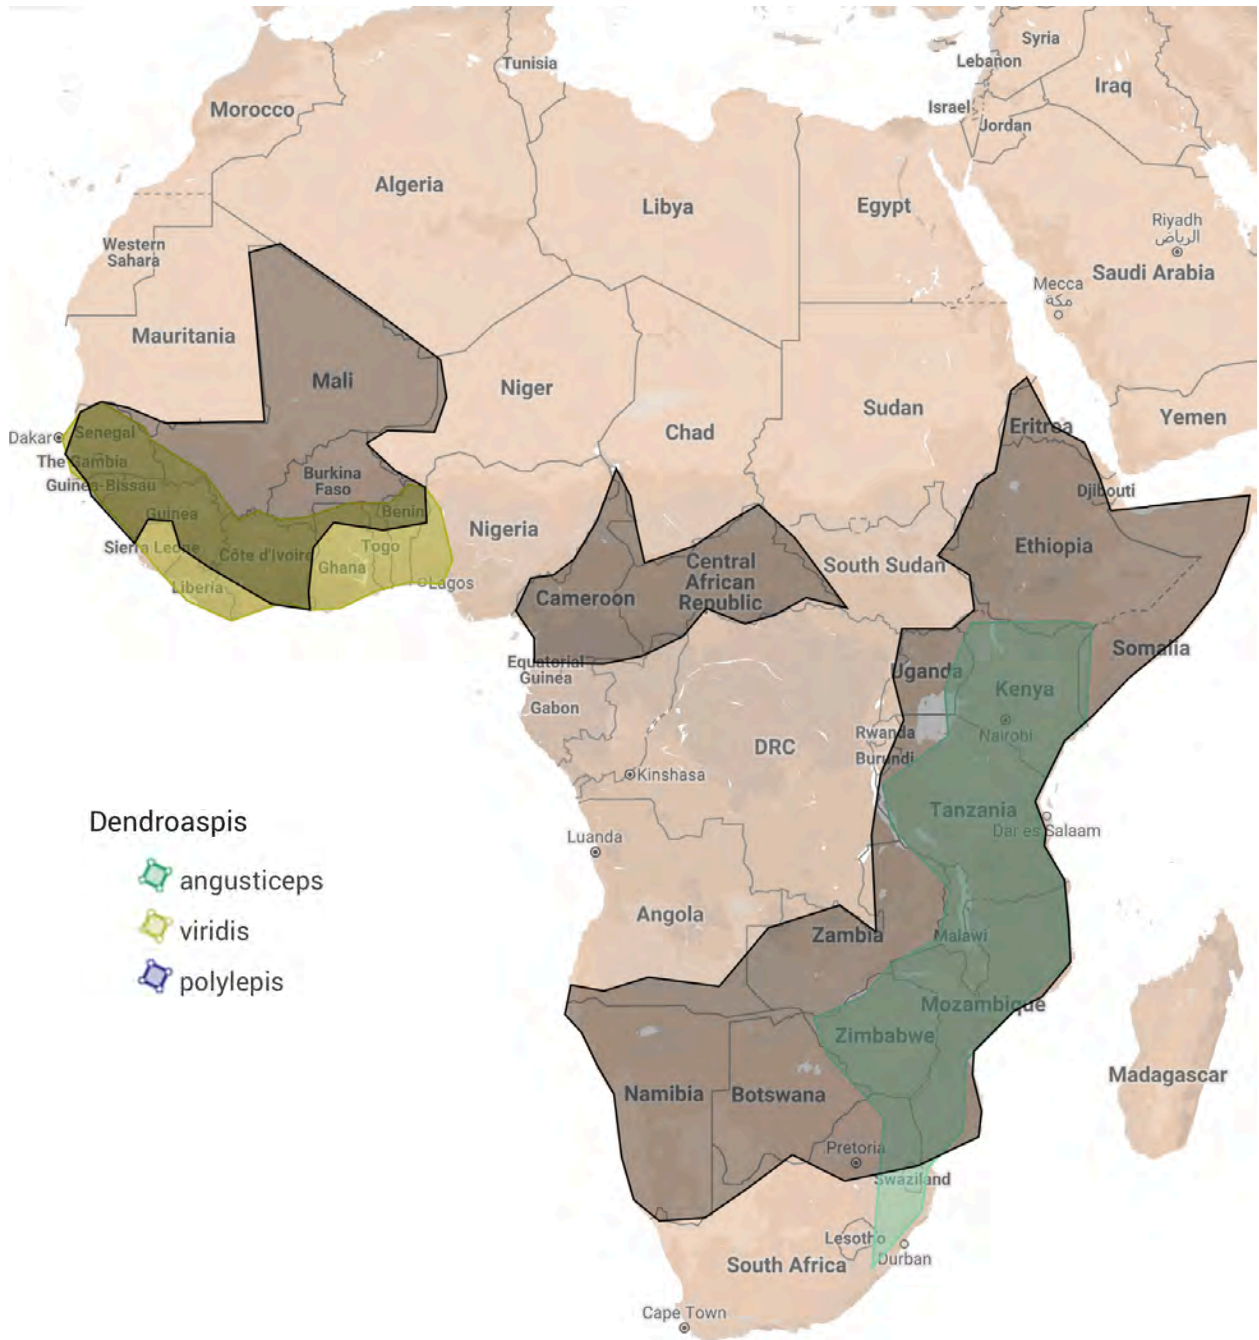 Syria
Tunisia
Lebanon
Iraq
Morocco
Israel
Jordan
Algeria
Libya
Egypt
Riyadh
الرياض
Western
Sahara
Saudi Arabia
Mecca
مكة
Mauritania
Mali
Niger
Sudan
Yemen
Chad
Eritrea
Dakar
Senegal
The Gambia
Burkina
Faso
Guinea-Bissau
Djibouti
Guinea
Benin
Nigeria
Sierra Leone
Côte d'Ivoire
Togo
Ethiopia
Ghana
South Sudan
Central
African
Republic
Liberia
Lagos
Cameroon
Somalia
Equatorial
Guinea
Uganda
Kenya
Gabon
Rwanda
Nairobi
DRC
Burundi
Kinshasa
Tanzania
Dar es Salaam
Dendroaspis
Luanda
angusticeps
Angola
viridis
Zambia
Malawi
polylepis
Mozambique
Zimbabwe
Madagascar
Namibia
Botswana
Pretoria
Swaziland
Lesotho
Durban
South Africa
Cape Town